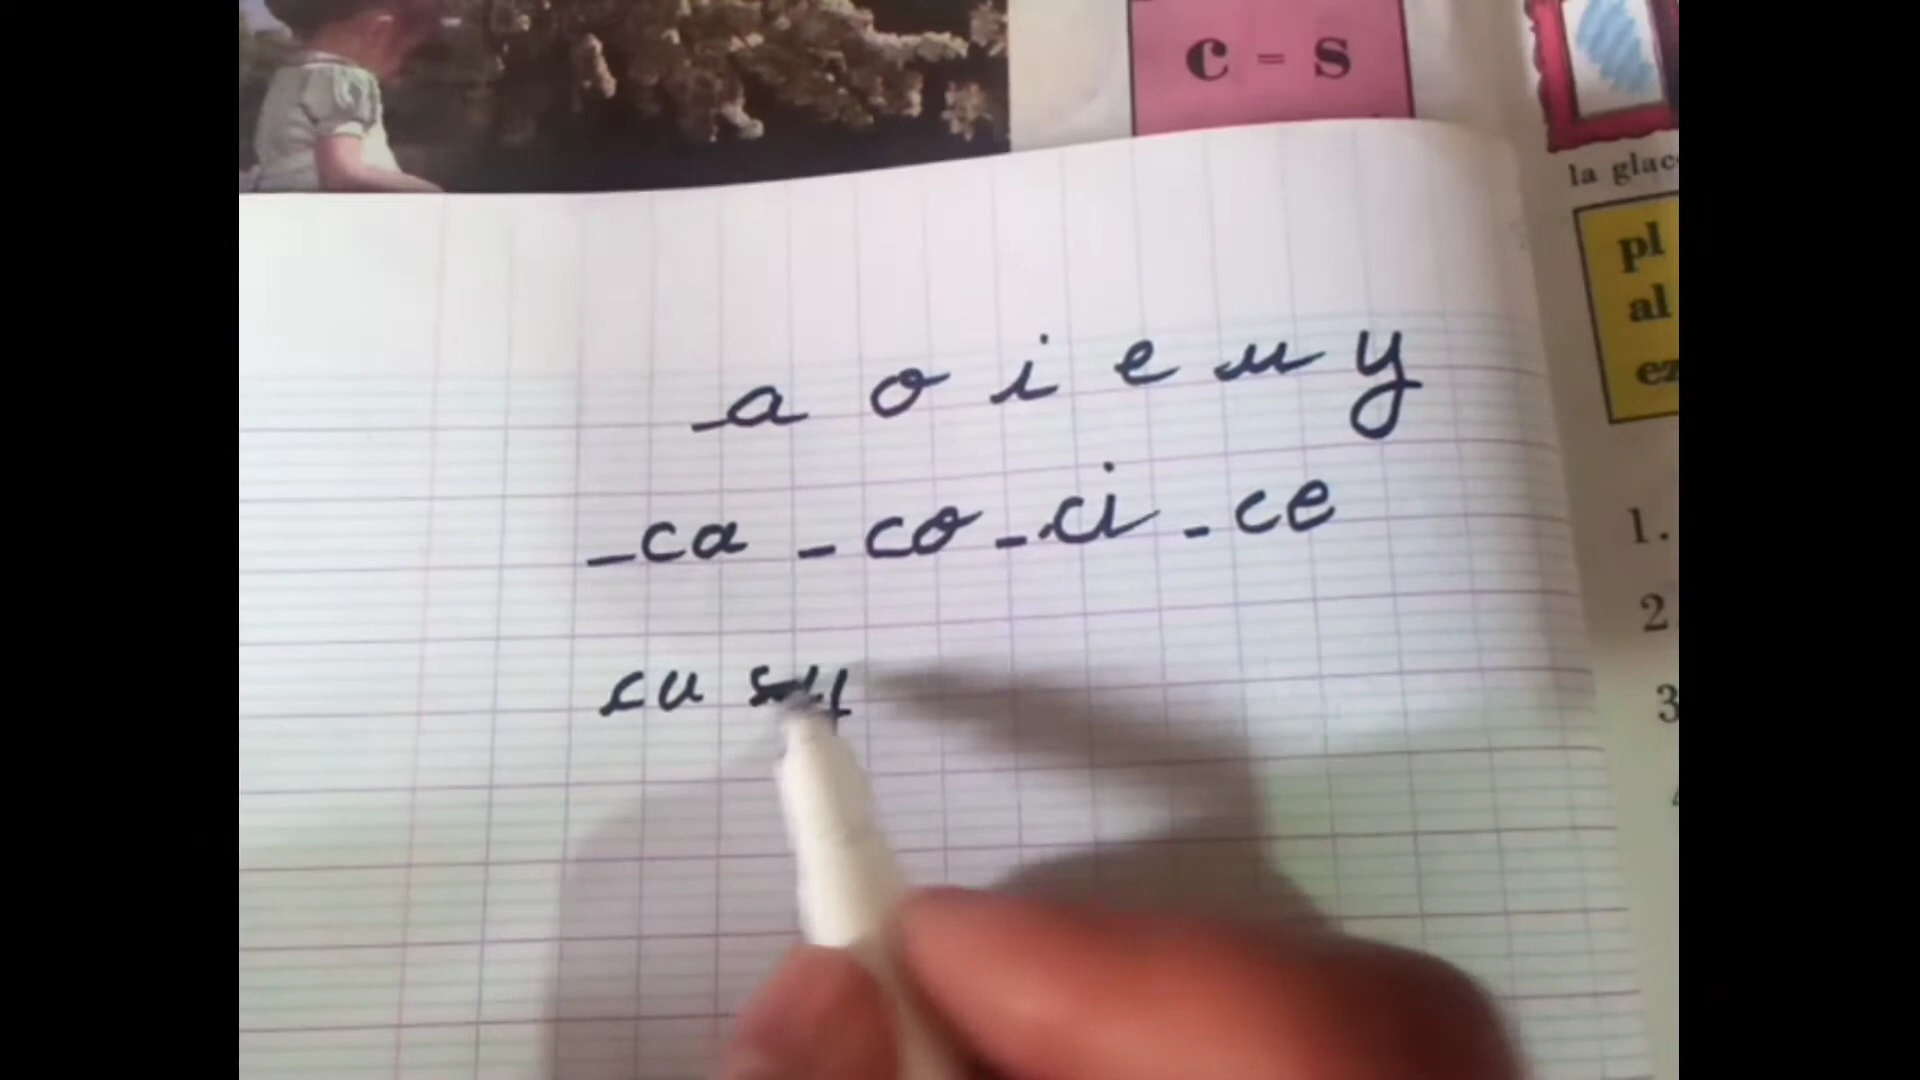 c = s
la glac
pl
al
ez
a o i e u y
- ca - co - ci - ce
cu
1.
2
3